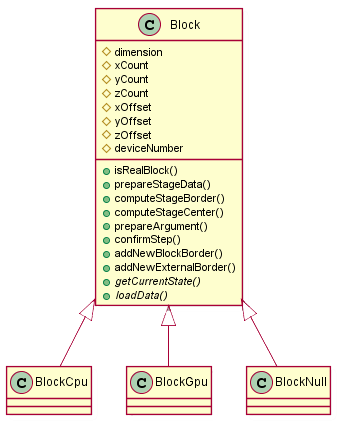 C Block
dimension
xCount
yCount
zCount
xOffset
yOffset
zOffset
deviceNumber
isRealBlock()
prepareStageData()
computeStageBorder()
computeStageCenter()
prepareArgument()
confirmStep()
addNewBlockBorder()
addNewExternalBorder()
getCurrentState()
loadData()
C BlockCpu
C BlockGpu
C BlockNull